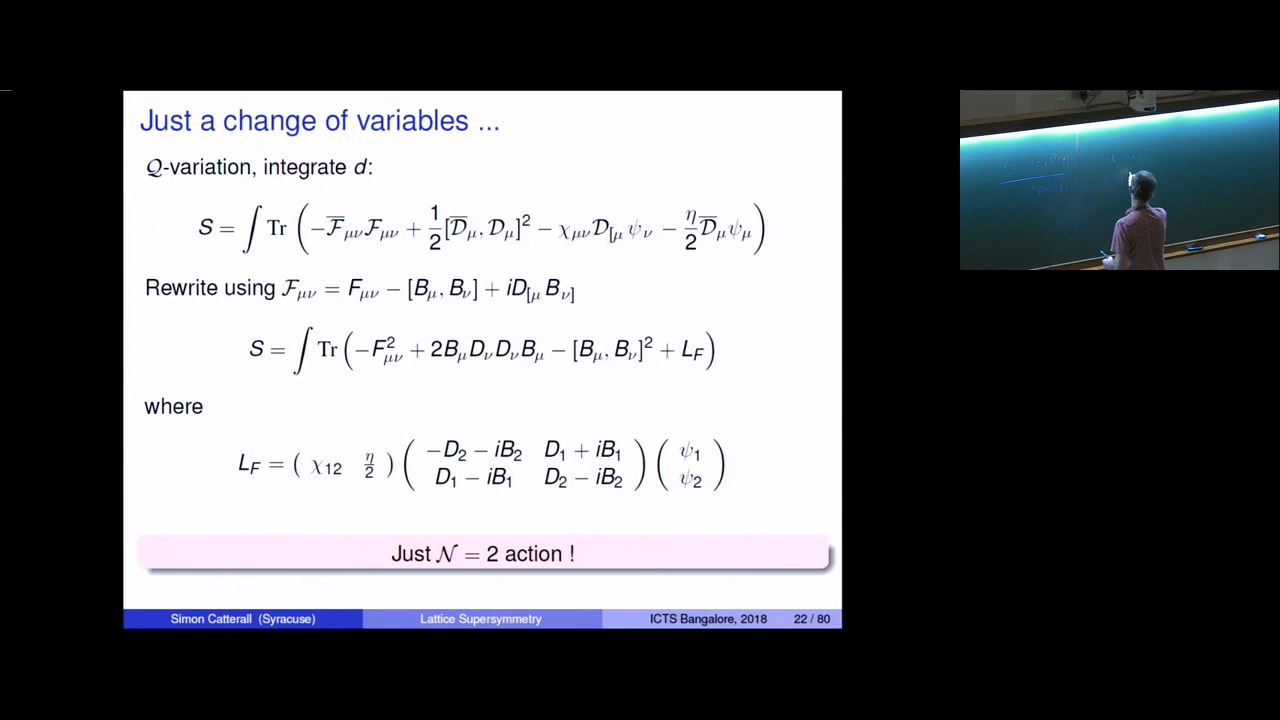 Just a change of variables ...
𝒬-variation, integrate d:
S = ∫ Tr ( −ℱ̅_μν ℱ_μν + 1/2 [𝒟̅_μ, 𝒟_μ]² − χ_μν 𝒟_[μ ψ_ν − η/2 𝒟̅_μ ψ_μ )
Rewrite using ℱ_μν = F_μν − [B_μ, B_ν] + iD_[μ B_ν]
S = ∫ Tr ( −F²_μν + 2B_μ D_ν D_ν B_μ − [B_μ, B_ν]² + L_F )
where
L_F = ( χ₁₂ η/2 ) ( −D₂ − iB₂ D₁ + iB₁ ; D₁ − iB₁ D₂ − iB₂ ) ( ψ₁ ; ψ₂ )
Just 𝒩 = 2 action !
Simon Catterall (Syracuse) Lattice Supersymmetry ICTS Bangalore, 2018 22 / 80